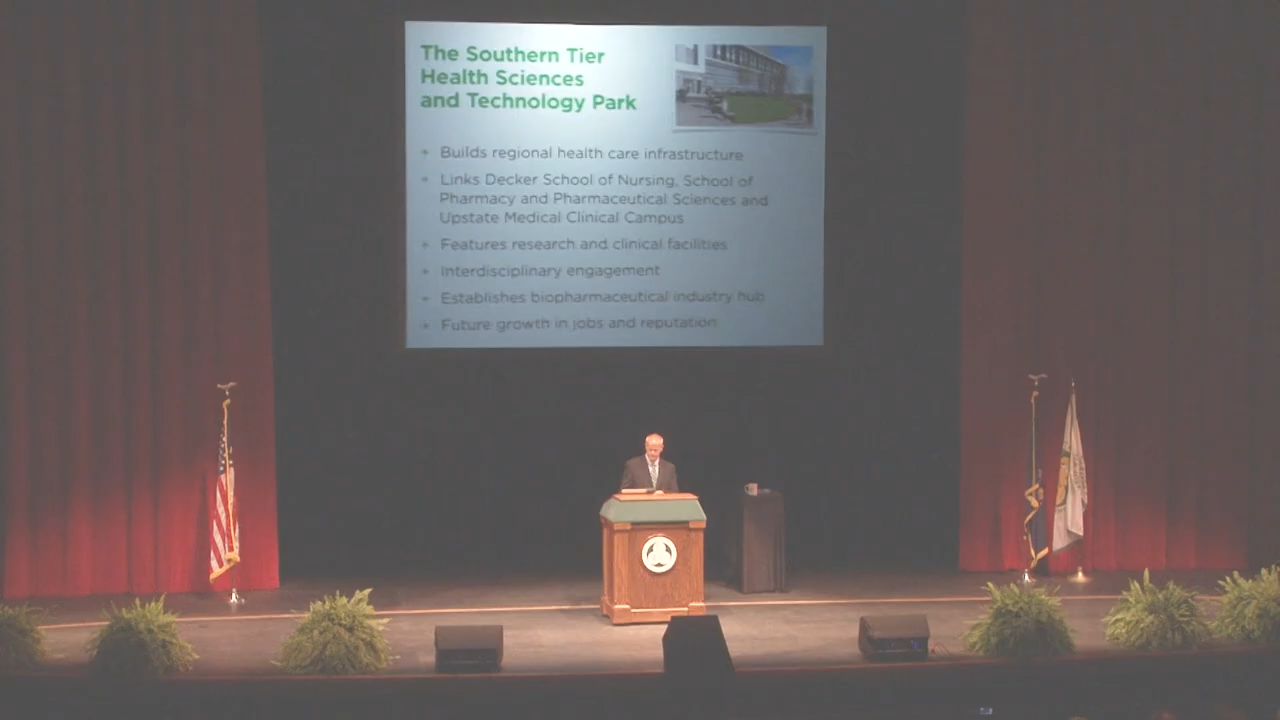 The Southern Tier
Health Sciences
and Technology Park
+ Builds regional health care infrastructure
+ Links Decker School of Nursing, School of
Pharmacy and Pharmaceutical Sciences and
Upstate Medical Clinical Campus
+ Features research and clinical facilities
+ Interdisciplinary engagement
+ Establishes biopharmaceutical industry hub
+ Future growth in jobs and reputation